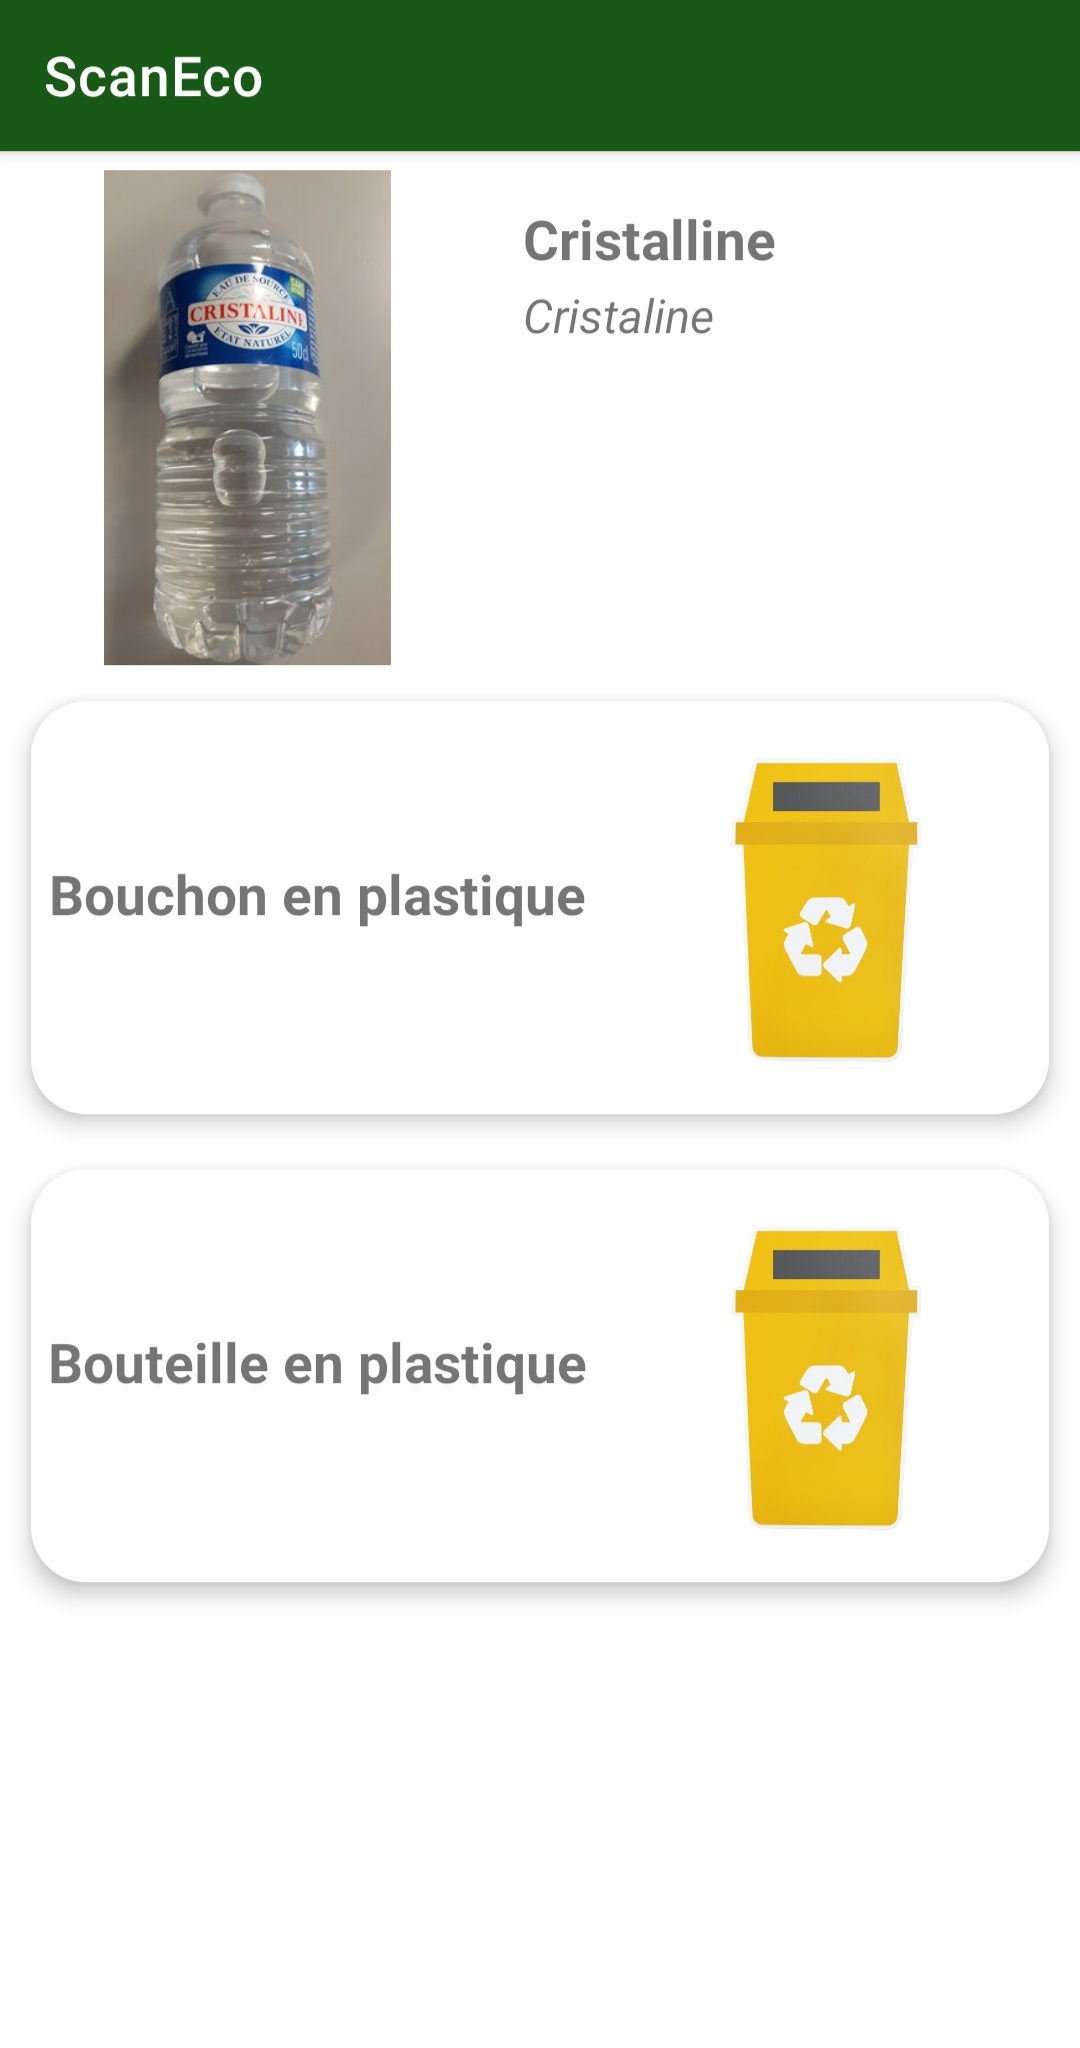 ScanEco
EAU DE SOURCE
CRISTALINE
ETAT NATUREL
50cl
Cristalline
Cristaline
Bouchon en plastique
Bouteille en plastique